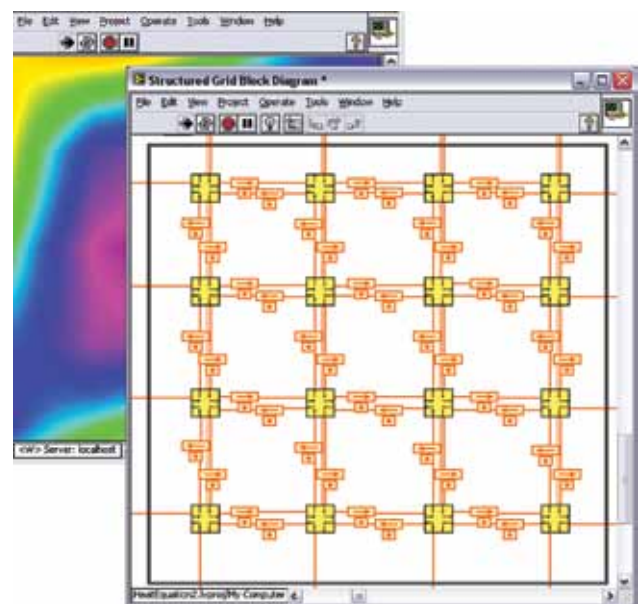 File Edit View Project Operate Tools Window Help
Structured Grid Block Diagram *
File Edit View Project Operate Tools Window Help
<W> Server: localhost
HeatEquation2.lvproj/My Computer